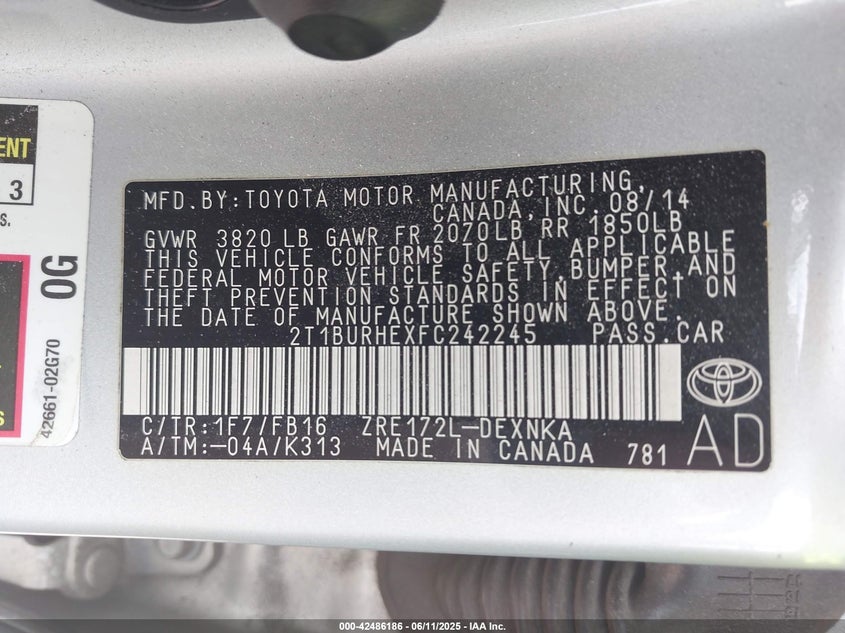 ENT
3
S.
0G
42661-02G70
S
MFD.BY:TOYOTA MOTOR MANUFACTURING,
CANADA,INC. 08/14
GVWR 3820 LB GAWR FR 2070LB RR 1850LB
THIS VEHICLE CONFORMS TO ALL APPLICABLE
FEDERAL MOTOR VEHICLE SAFETY,BUMPER,AND
THEFT PREVENTION STANDARDS IN EFFECT ON
THE DATE OF MANUFACTURE SHOWN ABOVE.
2T1BURHEXFC242245 PASS.CAR
C/TR:1F7/FB16 ZRE172L-DEXNKA
A/TM:-04A/K313 MADE IN CANADA 781
AD
000-42486186 - 06/11/2025 - IAA Inc.